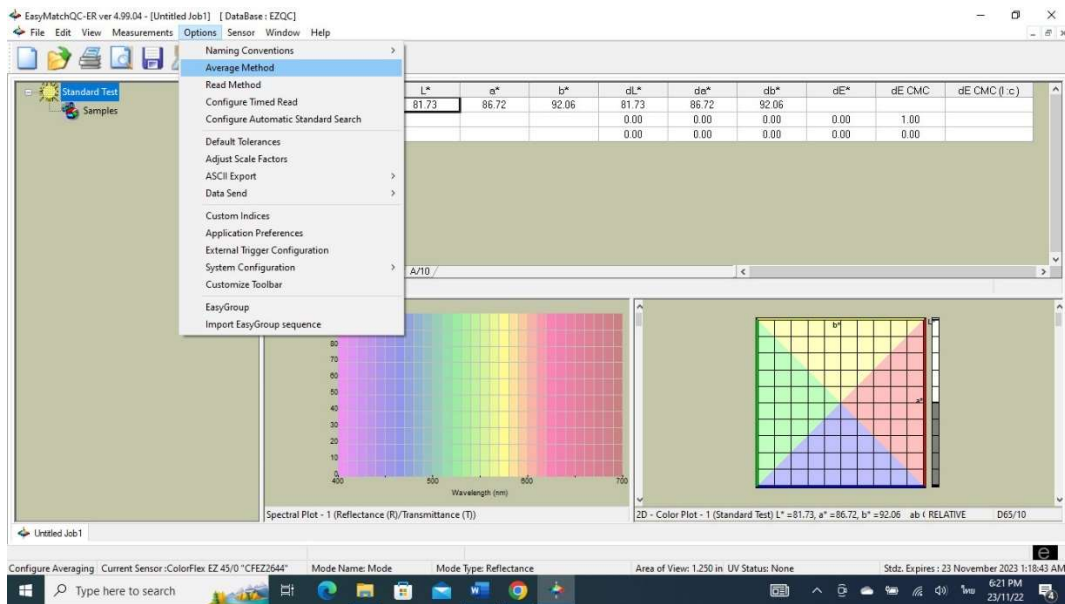 EasyMatchQC-ER ver 4.99.04 - [Untitled Job1]   [ DataBase : EZQC]
File Edit View Measurements Options Sensor Window Help
Naming Conventions
Average Method
Read Method
Configure Timed Read
Configure Automatic Standard Search
Default Tolerances
Adjust Scale Factors
ASCII Export
Data Send
Custom Indices
Application Preferences
External Trigger Configuration
System Configuration
Customize Toolbar
EasyGroup
Import EasyGroup sequence
Standard Test
Samples
L* a* b* dL* da* db* dE* dE CMC dE CMC (l :c )
81.73 86.72 92.06 81.73 86.72 92.06
0.00 0.00 0.00 0.00 1.00
0.00 0.00 0.00 0.00 0.00
A/10
80
70
60
50
40
30
20
10
0
400 500 600 700
Wavelength (nm)
Spectral Plot - 1 (Reflectance (R)/Transmittance (T))
b*
L*
a*
2D - Color Plot - 1 (Standard Test) L* =81.73, a* =86.72, b* =92.06 ab ( RELATIVE D65/10
Untitled Job1
Configure Averaging Current Sensor :ColorFlex EZ 45/0 "CFEZ2644" Mode Name: Mode Mode Type: Reflectance Area of View: 1.250 in UV Status: None Stdz. Expires : 23 November 2023 1:18:43 AM
Type here to search
ไทย
6:21 PM
23/11/22
4